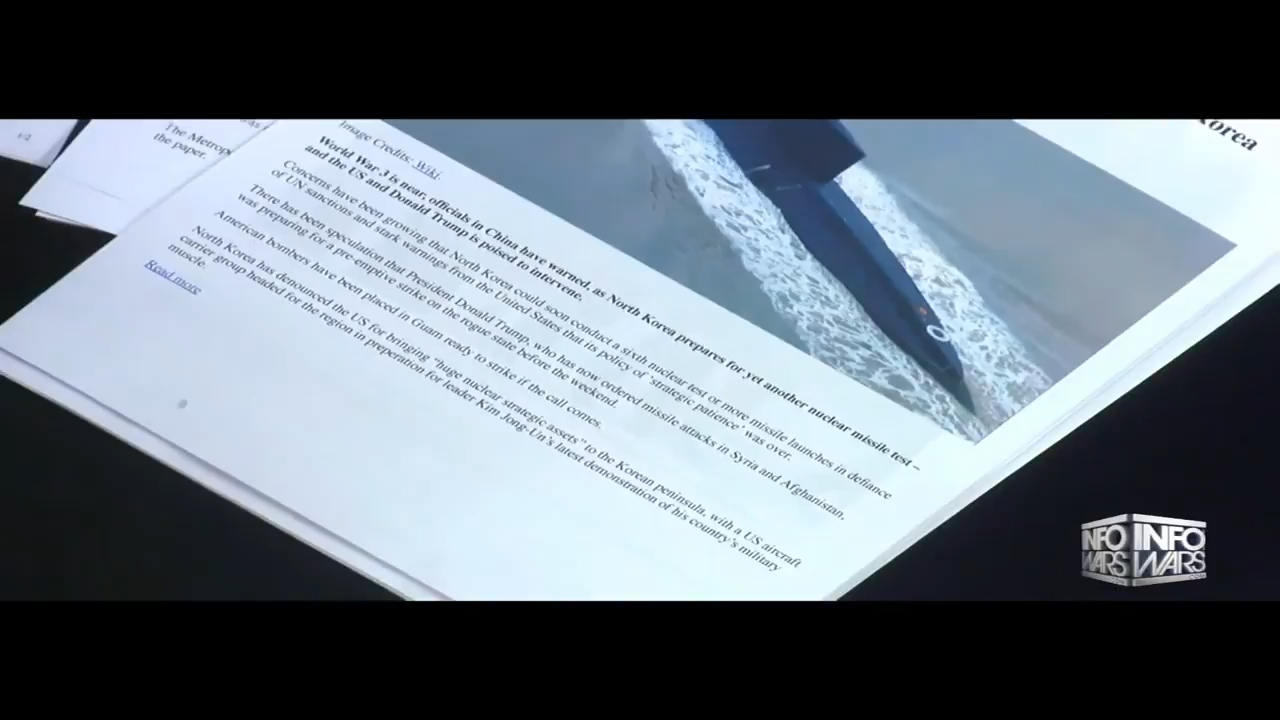 Korea
1/2
The Metrop
the paper.
Image Credits: Wiki.
World War 3 is near, officials in China have warned, as North Korea prepares for yet another nuclear missile test –
and the US and Donald Trump is poised to intervene.
Concerns have been growing that North Korea could soon conduct a sixth nuclear test or more missile launches in defiance
of UN sanctions and stark warnings from the United States that its policy of 'strategic patience' was over.
There has been speculation that President Donald Trump, who has now ordered missile attacks in Syria and Afghanistan,
was preparing for a pre-emptive strike on the rogue state before the weekend.
American bombers have been placed in Guam ready to strike if the call comes.
North Korea has denounced the US for bringing "huge nuclear strategic assets" to the Korean peninsula, with a US aircraft
carrier group headed for the region in preperation for leader Kim Jong-Un's latest demonstration of his country's military
muscle.
Read more
INFO INFO
WARS WARS